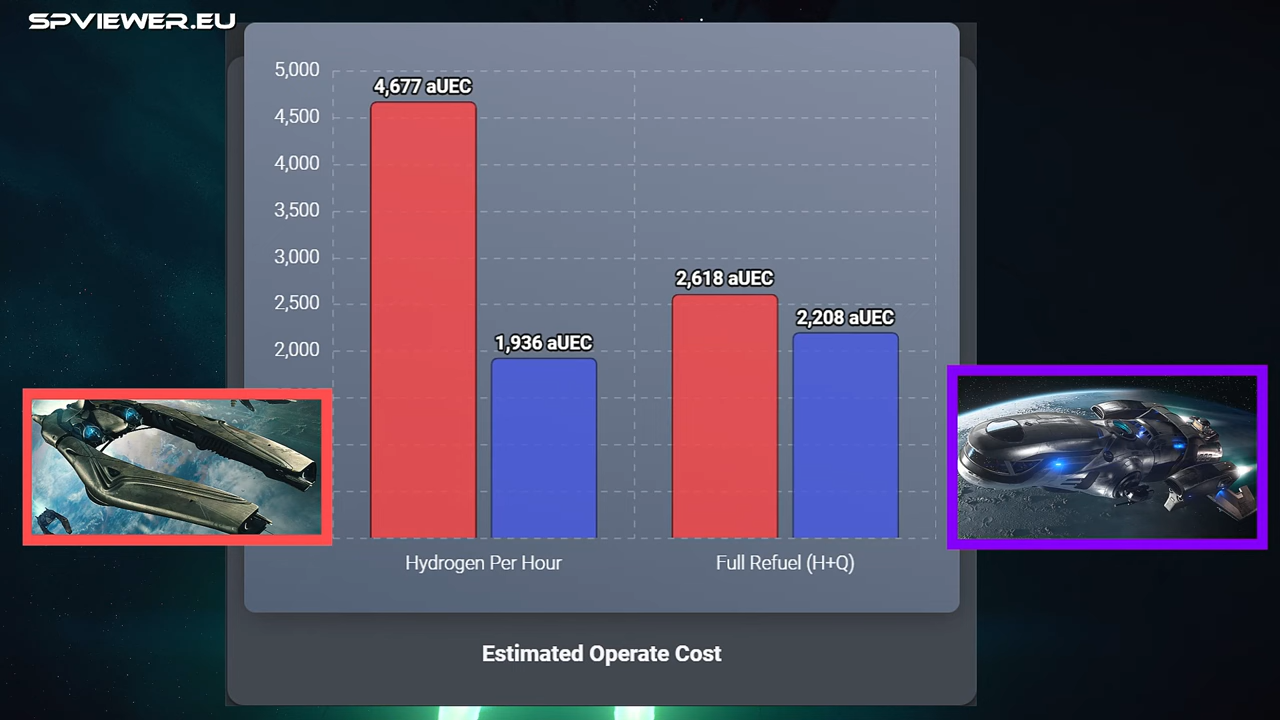 SPVIEWER.EU
5,000
4,677 aUEC
4,500
4,000
3,500
3,000
2,618 aUEC
2,500
2,208 aUEC
2,000
1,936 aUEC
Hydrogen Per Hour
Full Refuel (H+Q)
Estimated Operate Cost